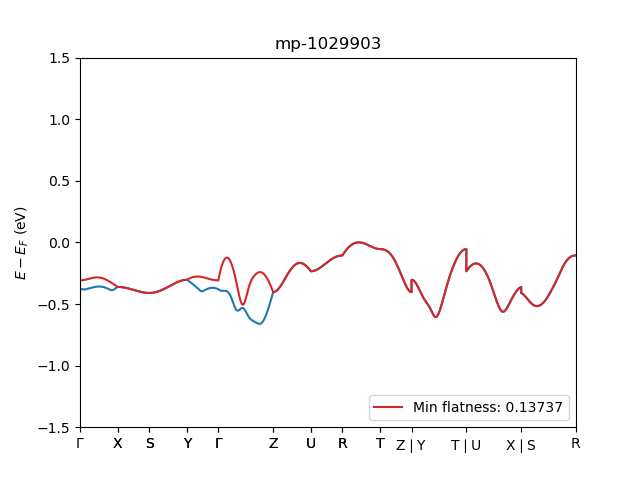 mp-1029903
E − E_F (eV)
1.5
1.0
0.5
0.0
−0.5
−1.0
−1.5
Min flatness: 0.13737
Γ X S Y Γ Z U R T Z | Y T | U X | S R